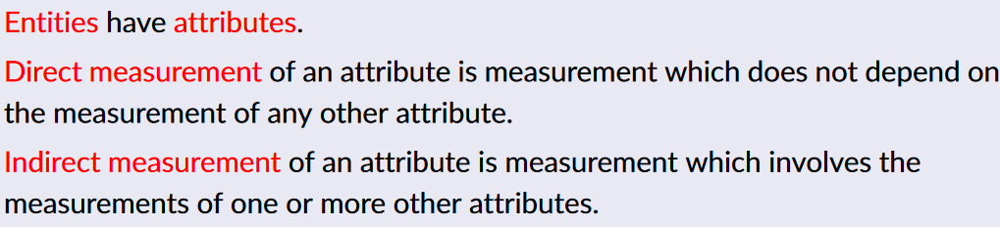 Entities have attributes.
Direct measurement of an attribute is measurement which does not depend on
the measurement of any other attribute.
Indirect measurement of an attribute is measurement which involves the
measurements of one or more other attributes.